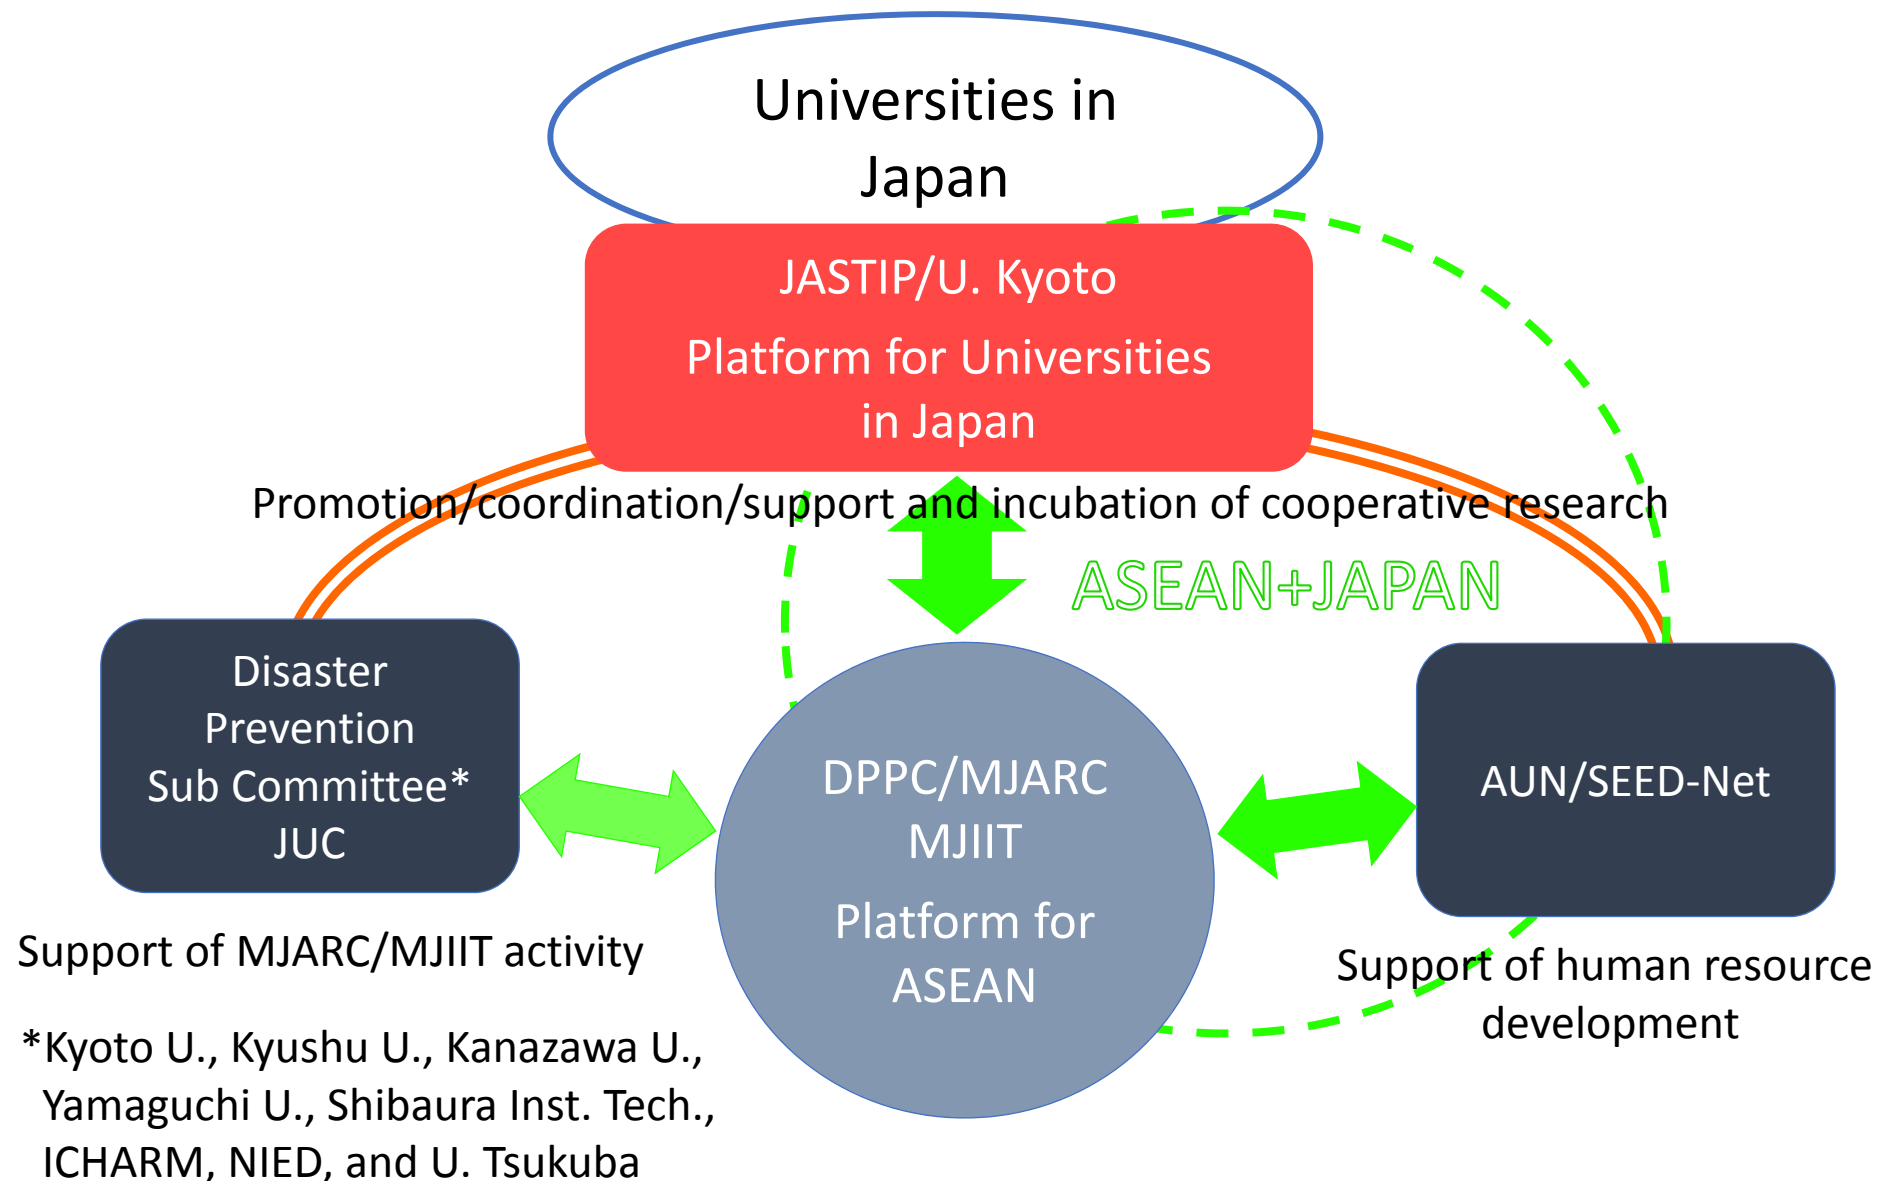 Universities in
Japan
JASTIP/U. Kyoto
Platform for Universities
in Japan
Promotion/coordination/support and incubation of cooperative research
ASEAN+JAPAN
Disaster
Prevention
Sub Committee*
JUC
DPPC/MJARC
MJIIT
Platform for
ASEAN
AUN/SEED-Net
Support of MJARC/MJIIT activity
Support of human resource
development
*Kyoto U., Kyushu U., Kanazawa U.,
Yamaguchi U., Shibaura Inst. Tech.,
ICHARM, NIED, and U. Tsukuba